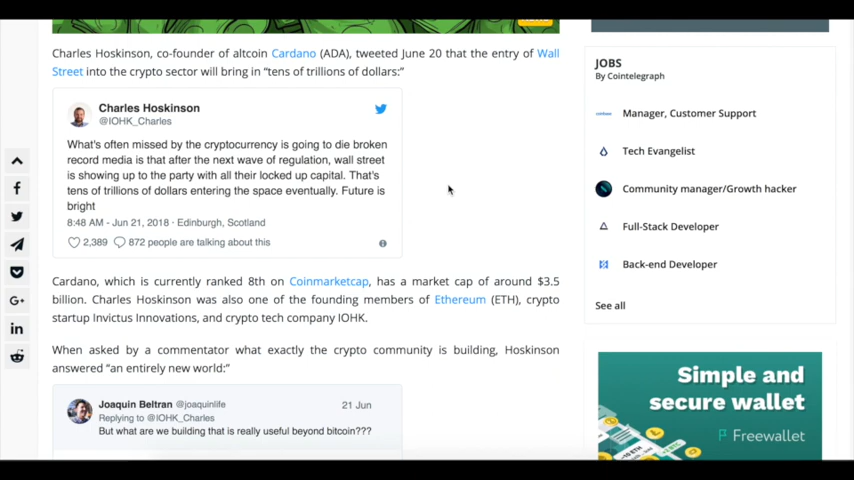 Charles Hoskinson, co-founder of altcoin Cardano (ADA), tweeted June 20 that the entry of Wall
Street into the crypto sector will bring in “tens of trillions of dollars:”
Charles Hoskinson
@IOHK_Charles
What's often missed by the cryptocurrency is going to die broken
record media is that after the next wave of regulation, wall street
is showing up to the party with all their locked up capital. That's
tens of trillions of dollars entering the space eventually. Future is
bright
8:48 AM - Jun 21, 2018 · Edinburgh, Scotland
2,389 872 people are talking about this
Cardano, which is currently ranked 8th on Coinmarketcap, has a market cap of around $3.5
billion. Charles Hoskinson was also one of the founding members of Ethereum (ETH), crypto
startup Invictus Innovations, and crypto tech company IOHK.
When asked by a commentator what exactly the crypto community is building, Hoskinson
answered “an entirely new world:”
Joaquin Beltran @joaquinlife 21 Jun
Replying to @IOHK_Charles
But what are we building that is really useful beyond bitcoin???
JOBS
By Cointelegraph
Manager, Customer Support
Tech Evangelist
Community manager/Growth hacker
Full-Stack Developer
Back-end Developer
See all
Simple and
secure wallet
Freewallet